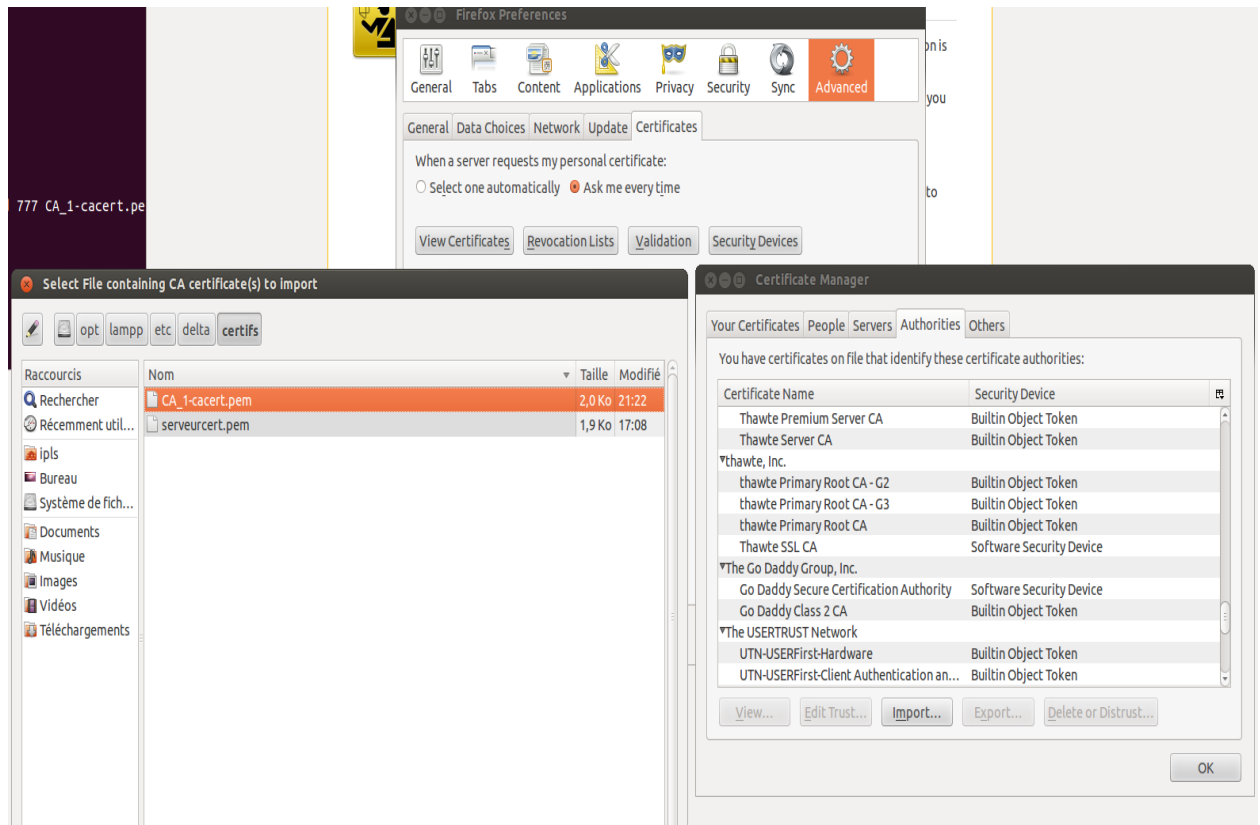 Firefox Preferences
on is
General Tabs Content Applications Privacy Security Sync Advanced
you
General Data Choices Network Update Certificates
When a server requests my personal certificate:
Select one automatically Ask me every time
to
777 CA_1-cacert.pe
View Certificates Revocation Lists Validation Security Devices
Select File containing CA certificate(s) to import
opt lampp etc delta certifs
Raccourcis Nom Taille Modifié
Rechercher CA_1-cacert.pem 2,0 Ko 21:22
Récemment util... serveurcert.pem 1,9 Ko 17:08
ipls
Bureau
Système de fich...
Documents
Musique
Images
Vidéos
Téléchargements
Certificate Manager
Your Certificates People Servers Authorities Others
You have certificates on file that identify these certificate authorities:
Certificate Name Security Device
Thawte Premium Server CA Builtin Object Token
Thawte Server CA Builtin Object Token
thawte, Inc.
thawte Primary Root CA - G2 Builtin Object Token
thawte Primary Root CA - G3 Builtin Object Token
thawte Primary Root CA Builtin Object Token
Thawte SSL CA Software Security Device
The Go Daddy Group, Inc.
Go Daddy Secure Certification Authority Software Security Device
Go Daddy Class 2 CA Builtin Object Token
The USERTRUST Network
UTN-USERFirst-Hardware Builtin Object Token
UTN-USERFirst-Client Authentication an... Builtin Object Token
View... Edit Trust... Import... Export... Delete or Distrust...
OK